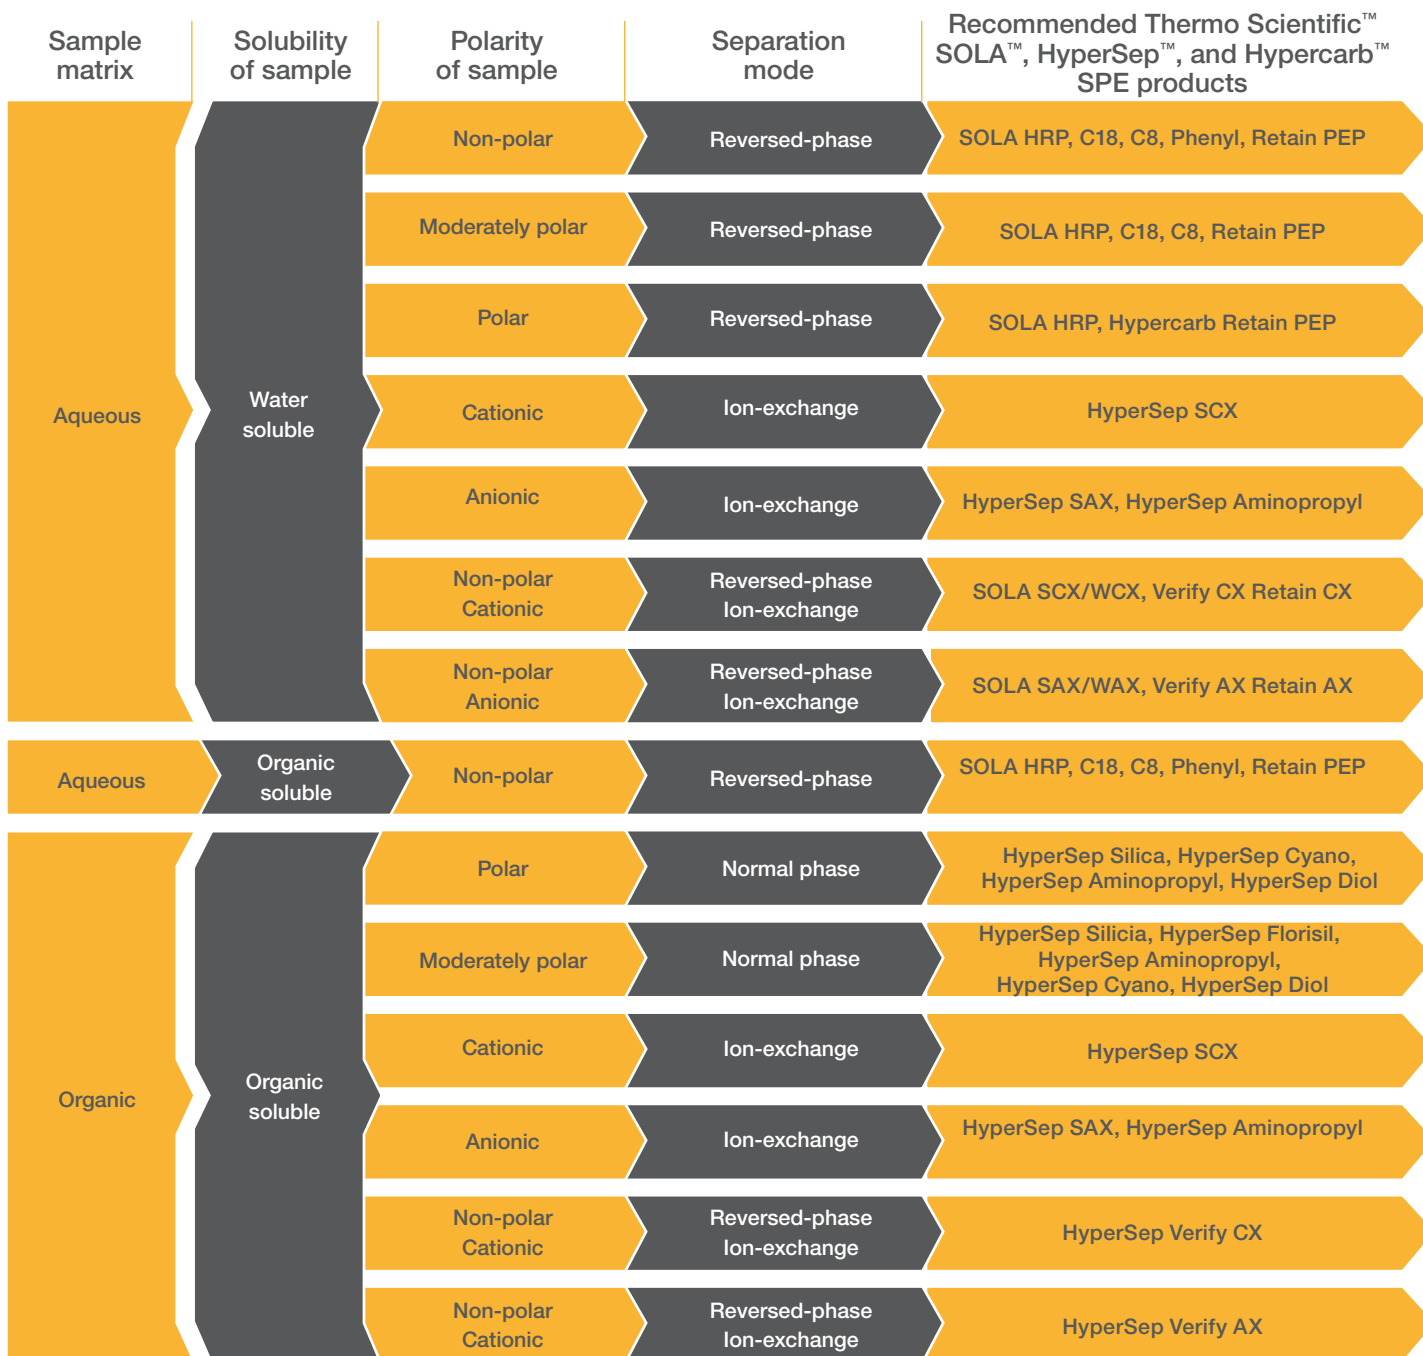 Sample
matrix
Solubility
of sample
Polarity
of sample
Separation
mode
Recommended Thermo Scientific™
SOLA™, HyperSep™, and Hypercarb™
SPE products
Aqueous
Water
soluble
Non-polar
Reversed-phase
SOLA HRP, C18, C8, Phenyl, Retain PEP
Moderately polar
Reversed-phase
SOLA HRP, C18, C8, Retain PEP
Polar
Reversed-phase
SOLA HRP, Hypercarb Retain PEP
Cationic
Ion-exchange
HyperSep SCX
Anionic
Ion-exchange
HyperSep SAX, HyperSep Aminopropyl
Non-polar
Cationic
Reversed-phase
Ion-exchange
SOLA SCX/WCX, Verify CX Retain CX
Non-polar
Anionic
Reversed-phase
Ion-exchange
SOLA SAX/WAX, Verify AX Retain AX
Aqueous
Organic
soluble
Non-polar
Reversed-phase
SOLA HRP, C18, C8, Phenyl, Retain PEP
Organic
Organic
soluble
Polar
Normal phase
HyperSep Silica, HyperSep Cyano,
HyperSep Aminopropyl, HyperSep Diol
Moderately polar
Normal phase
HyperSep Silicia, HyperSep Florisil,
HyperSep Aminopropyl,
HyperSep Cyano, HyperSep Diol
Cationic
Ion-exchange
HyperSep SCX
Anionic
Ion-exchange
HyperSep SAX, HyperSep Aminopropyl
Non-polar
Cationic
Reversed-phase
Ion-exchange
HyperSep Verify CX
Non-polar
Cationic
Reversed-phase
Ion-exchange
HyperSep Verify AX